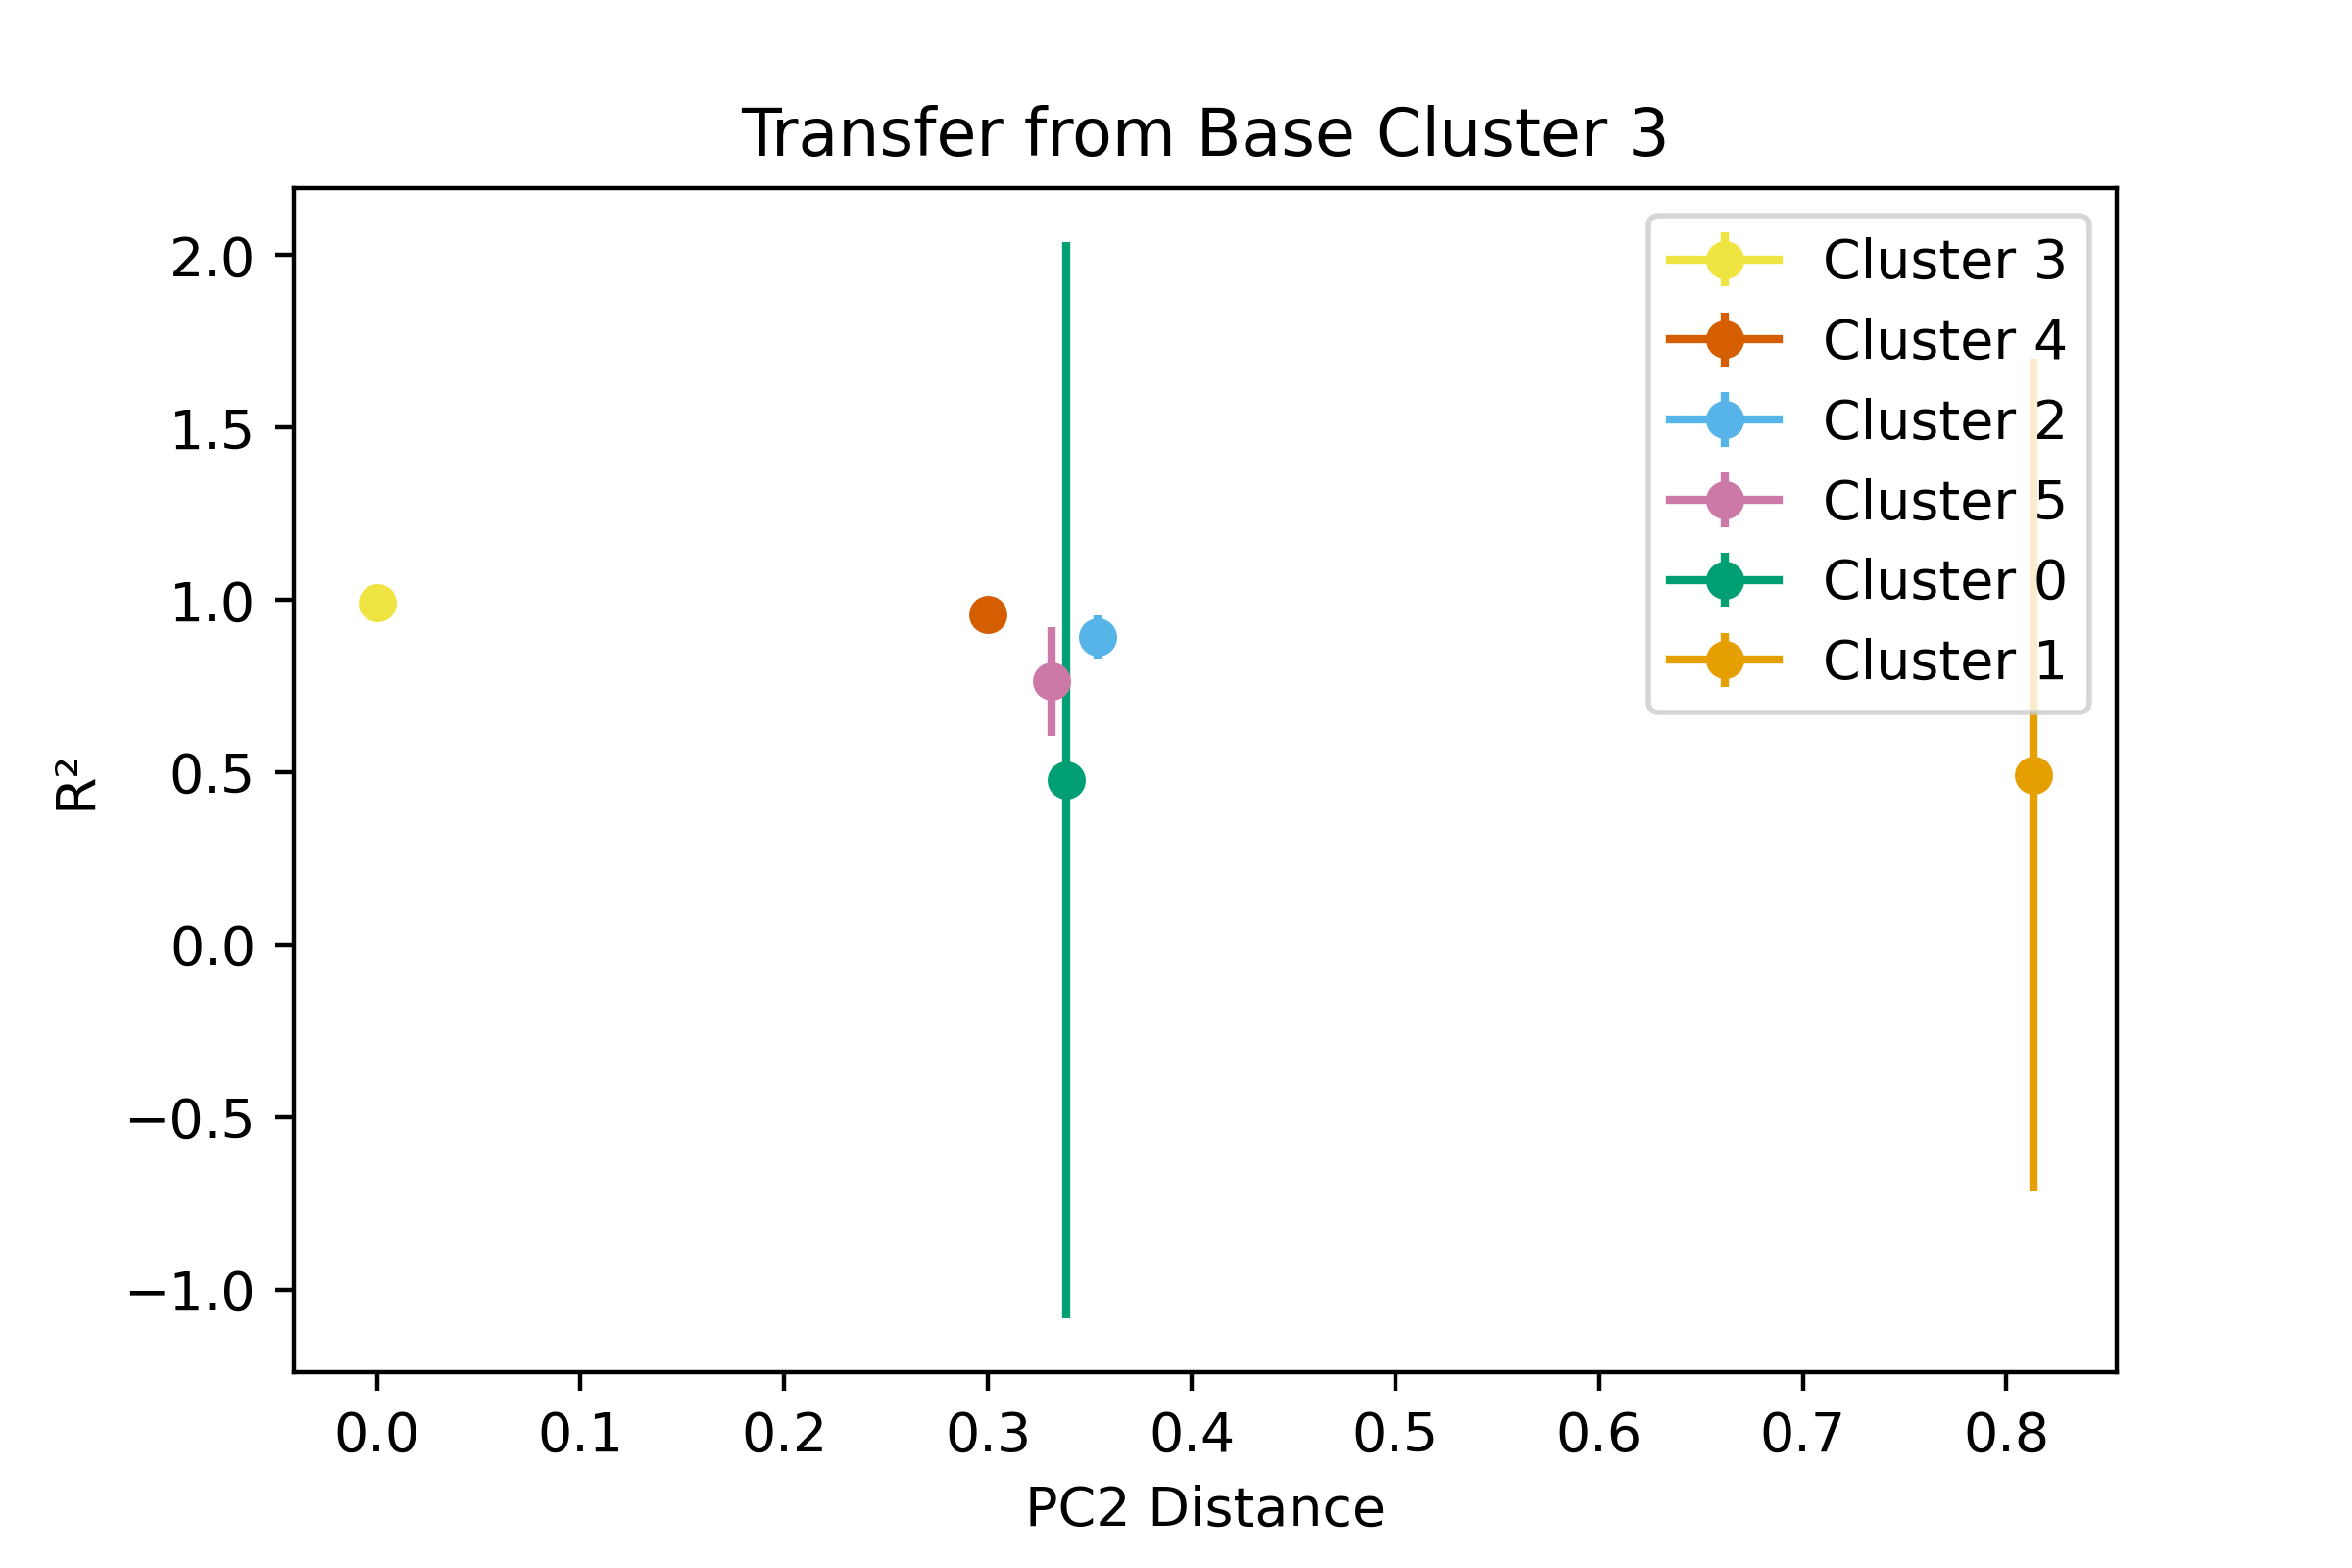 Transfer from Base Cluster 3
2.0
1.5
1.0
0.5
0.0
−0.5
−1.0
R²
Cluster 3
Cluster 4
Cluster 2
Cluster 5
Cluster 0
Cluster 1
0.0 0.1 0.2 0.3 0.4 0.5 0.6 0.7 0.8
PC2 Distance